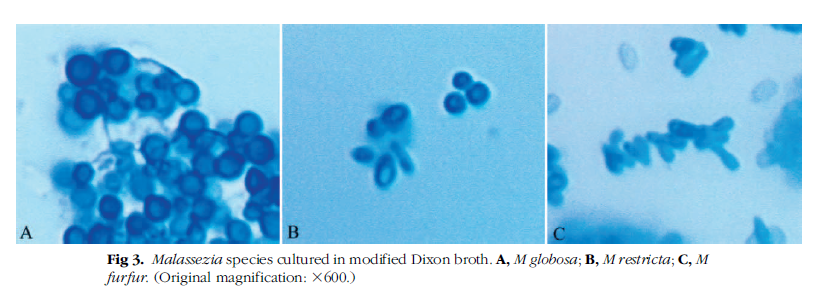 A B C
Fig 3. Malassezia species cultured in modified Dixon broth. A, M globosa; B, M restricta; C, M
furfur. (Original magnification: ×600.)